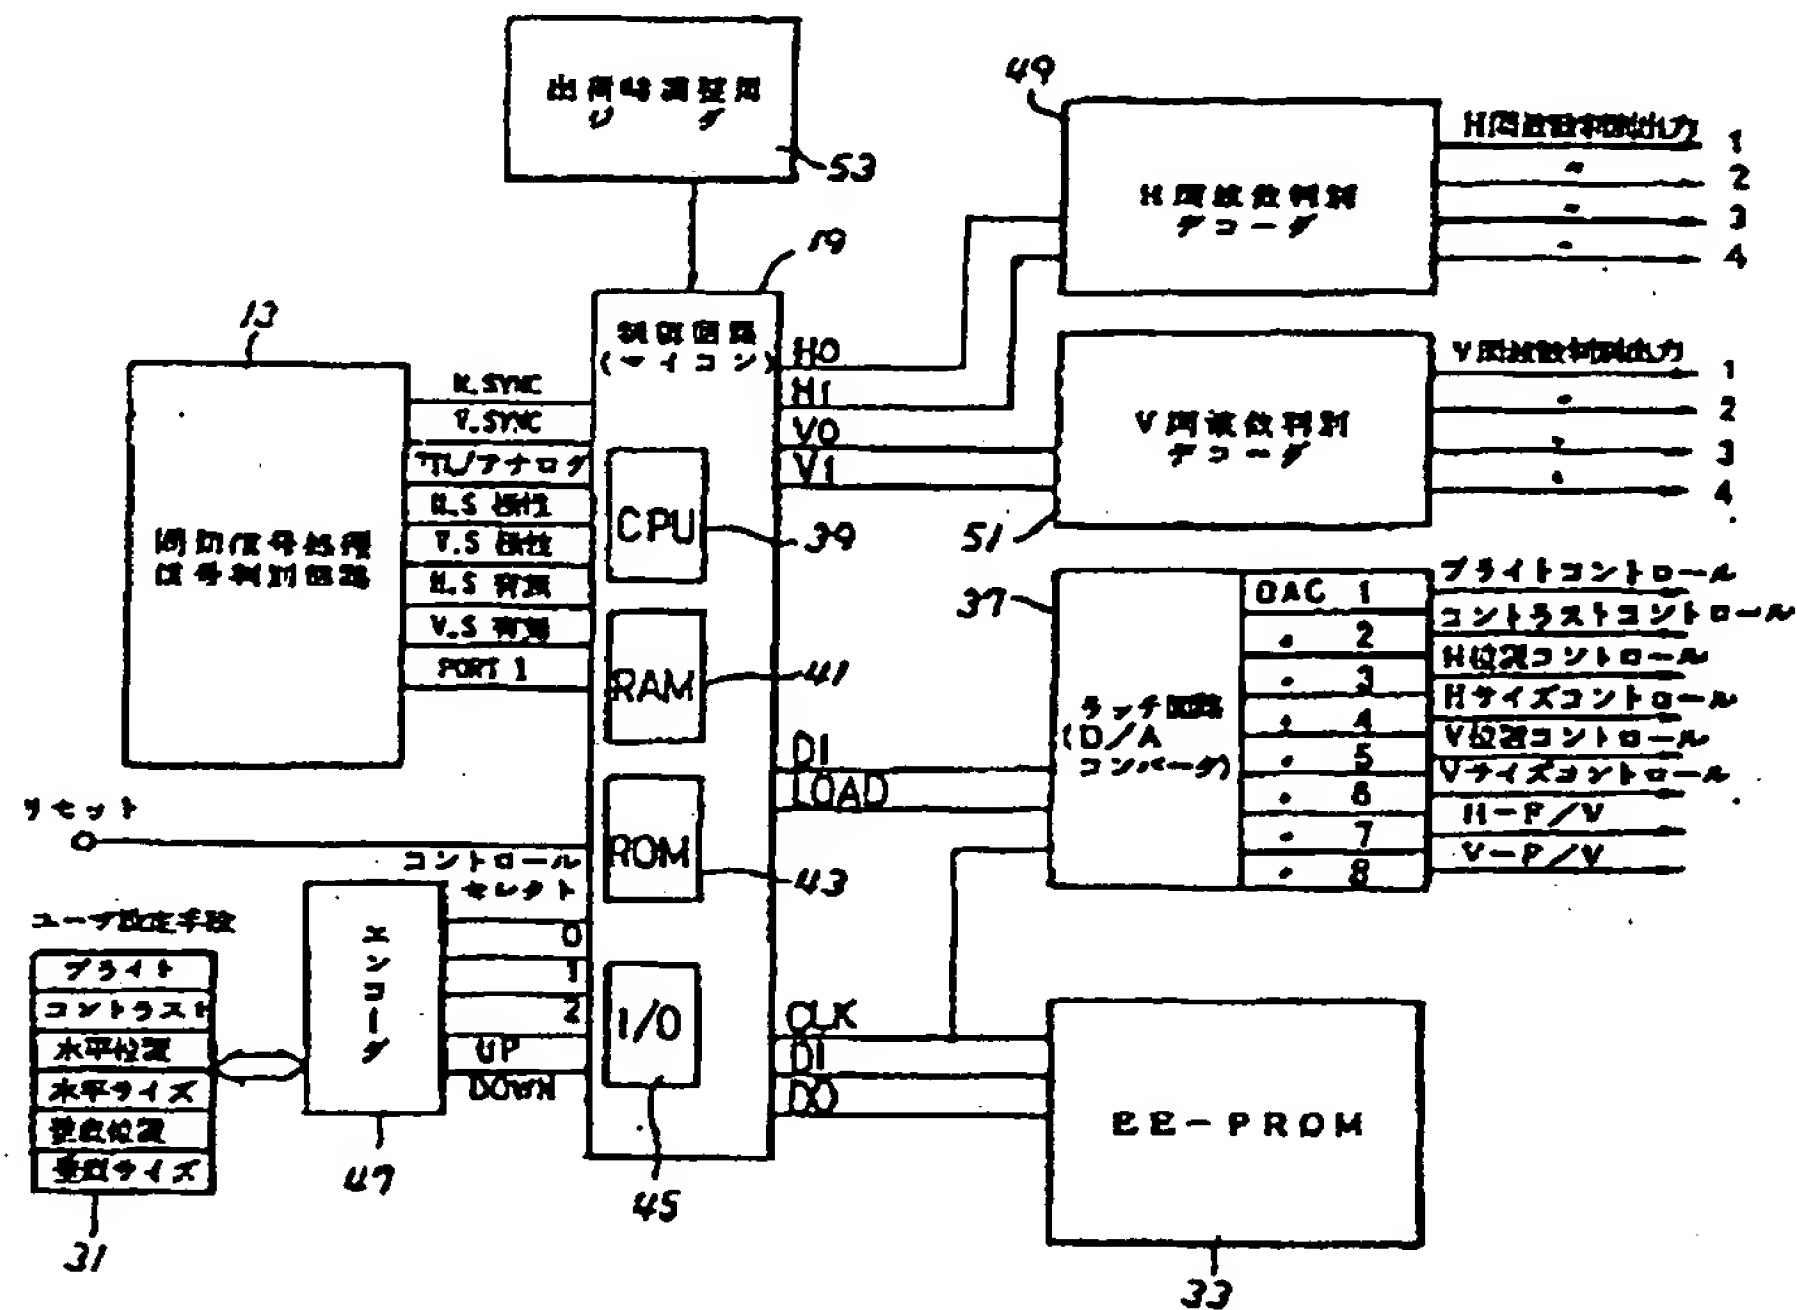 出荷時調整用
ジグ
53
49
H周波数判別
デコーダ
H周波数判別出力
1
〃 2
〃 3
〃 4
19
制御回路
(マイコン)
13
同期信号処理
信号判別回路
H.SYNC
V.SYNC
TTL/アナログ
H.S 極性
V.S 極性
H.S 有無
V.S 有無
PORT 1
H0
H1
V0
V1
V周波数判別
デコーダ
51
V周波数判別出力
1
〃 2
〃 3
〃 4
CPU
39
RAM
41
ROM
43
I/O
45
37
ラッチ回路
(D/A
コンバータ)
DAC 1
〃 2
〃 3
〃 4
〃 5
〃 6
〃 7
〃 8
ブライトコントロール
コントラストコントロール
H位置コントロール
Hサイズコントロール
V位置コントロール
Vサイズコントロール
H-P/V
V-P/V
DI
LOAD
リセット
コントロール
セレクト
0
1
2
UP
DOWN
エンコーダ
47
ユーザ設定手段
ブライト
コントラスト
水平位置
水平サイズ
垂直位置
垂直サイズ
31
CLK
DI
DO
EE-PROM
33